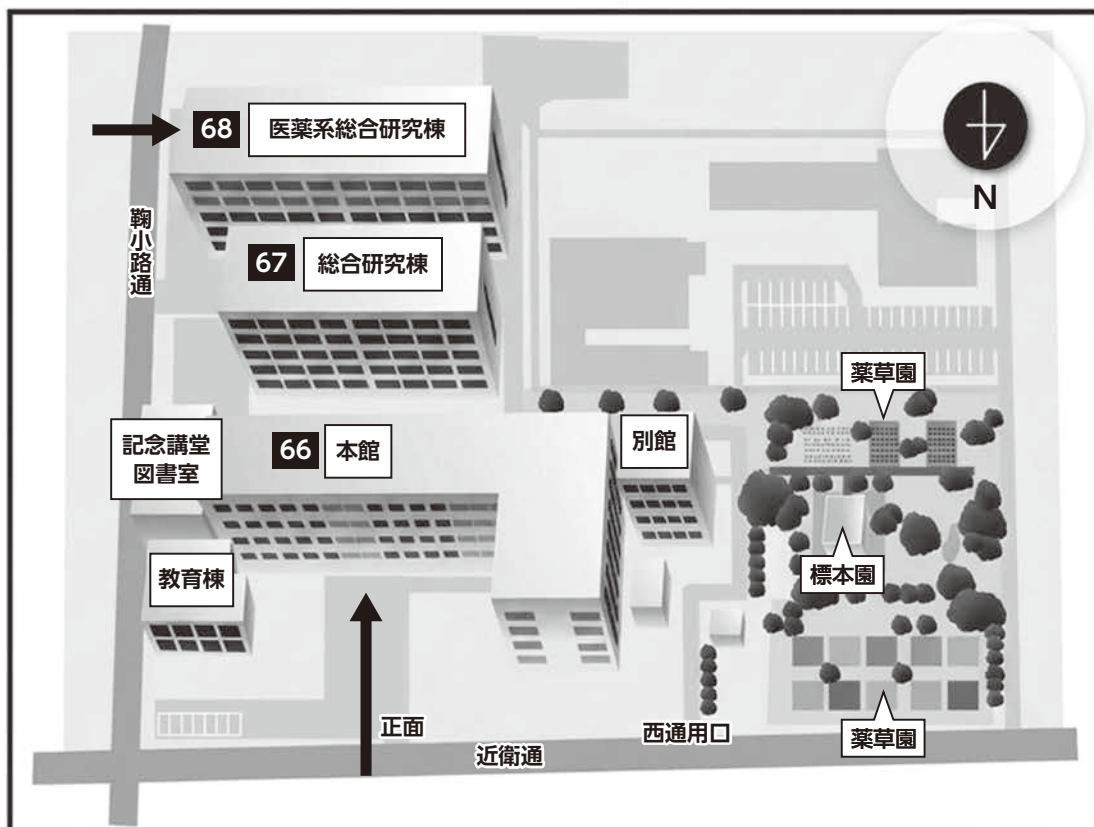 68 医薬系総合研究棟
N
鞠小路通
67 総合研究棟
薬草園
記念講堂
図書室
66 本館
別館
教育棟
標本園
正面
西通用口
薬草園
近衛通